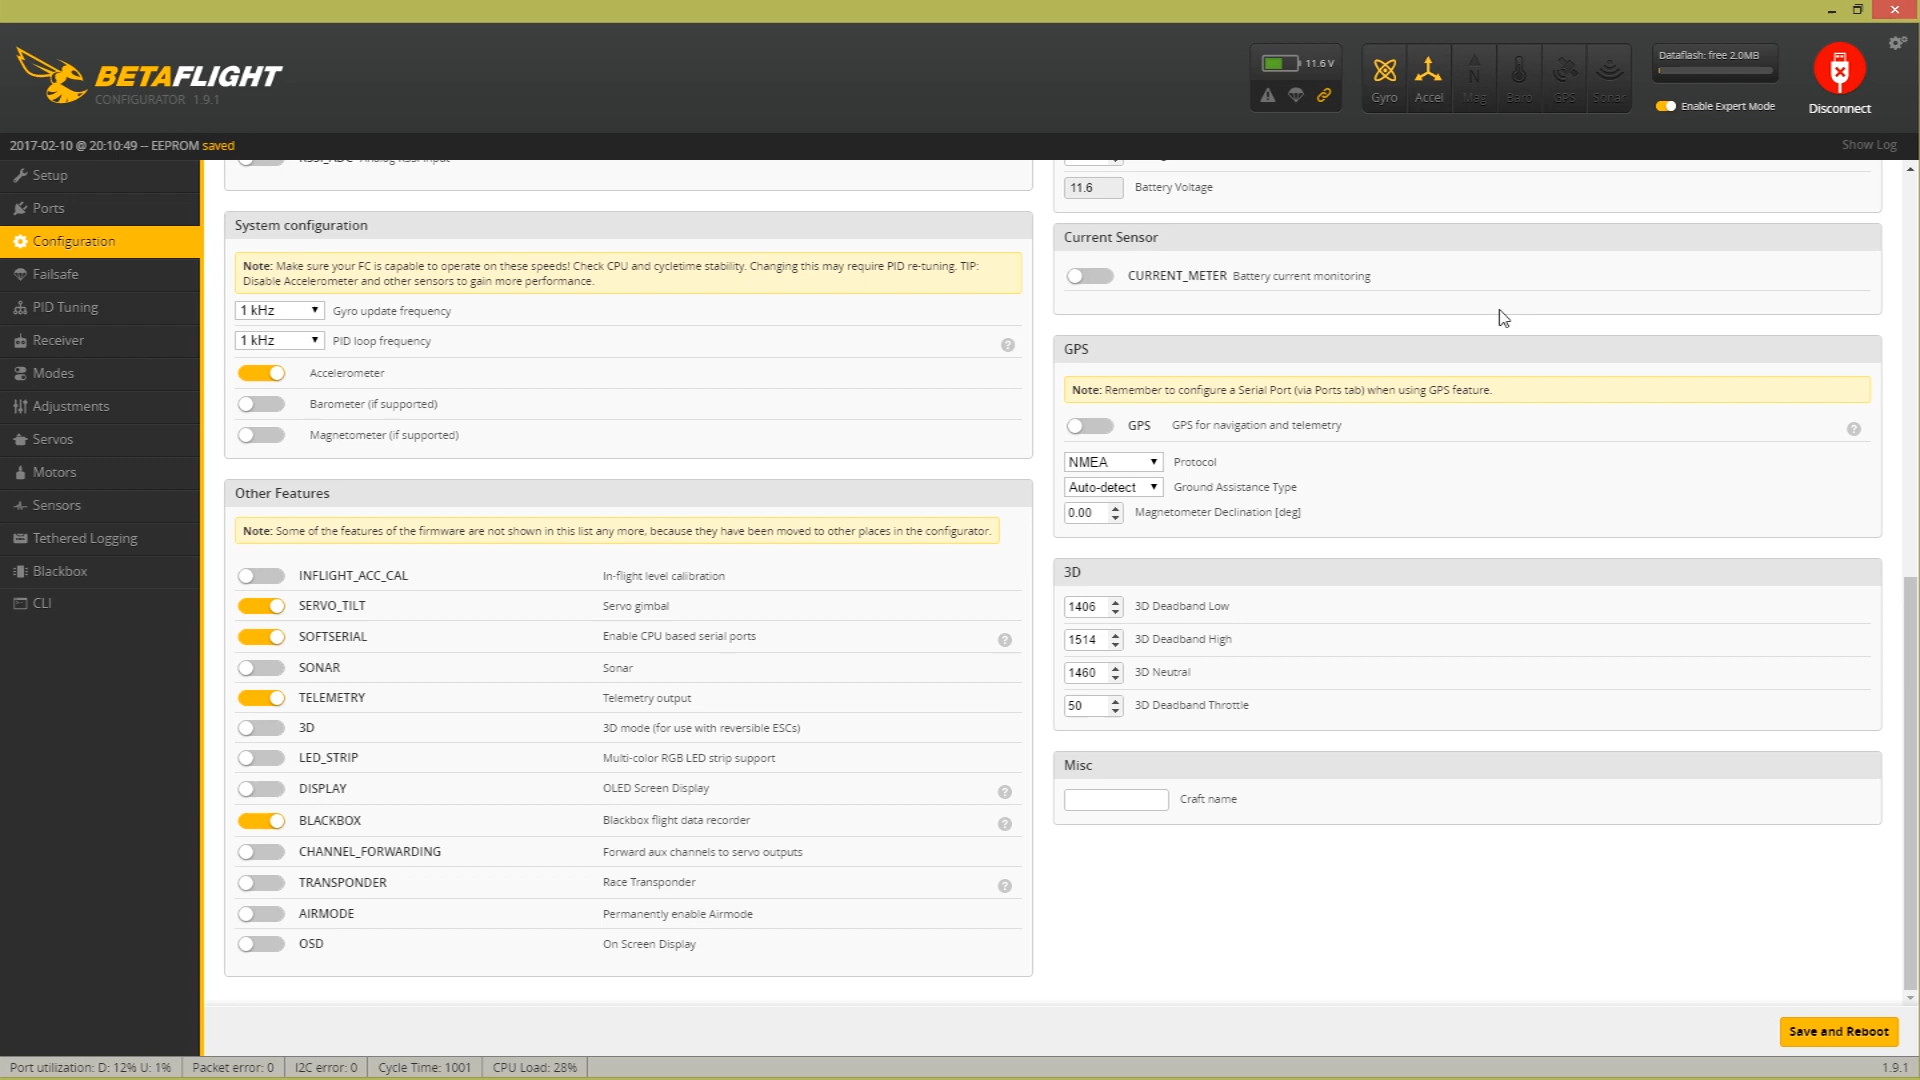 BETAFLIGHT
CONFIGURATOR 1.9.1
11.6 V
Gyro
Accel
Mag
Baro
GPS
Sonar
Dataflash: free 2.0MB
Enable Expert Mode
Disconnect
2017-02-10 @ 20:10:49 -- EEPROM saved
Show Log
Setup
Ports
Configuration
Failsafe
PID Tuning
Receiver
Modes
Adjustments
Servos
Motors
Sensors
Tethered Logging
Blackbox
CLI
RSSI_ADC Analog RSSI input
System configuration
Note: Make sure your FC is capable to operate on these speeds! Check CPU and cycletime stability. Changing this may require PID re-tuning. TIP:
Disable Accelerometer and other sensors to gain more performance.
1 kHz Gyro update frequency
1 kHz PID loop frequency
Accelerometer
Barometer (if supported)
Magnetometer (if supported)
Other Features
Note: Some of the features of the firmware are not shown in this list any more, because they have been moved to other places in the configurator.
INFLIGHT_ACC_CAL In-flight level calibration
SERVO_TILT Servo gimbal
SOFTSERIAL Enable CPU based serial ports
SONAR Sonar
TELEMETRY Telemetry output
3D 3D mode (for use with reversible ESCs)
LED_STRIP Multi-color RGB LED strip support
DISPLAY OLED Screen Display
BLACKBOX Blackbox flight data recorder
CHANNEL_FORWARDING Forward aux channels to servo outputs
TRANSPONDER Race Transponder
AIRMODE Permanently enable Airmode
OSD On Screen Display
11.6 Battery Voltage
Current Sensor
CURRENT_METER Battery current monitoring
GPS
Note: Remember to configure a Serial Port (via Ports tab) when using GPS feature.
GPS GPS for navigation and telemetry
NMEA Protocol
Auto-detect Ground Assistance Type
0.00 Magnetometer Declination [deg]
3D
1406 3D Deadband Low
1514 3D Deadband High
1460 3D Neutral
50 3D Deadband Throttle
Misc
Craft name
Save and Reboot
Port utilization: D: 12% U: 1%
Packet error: 0
I2C error: 0
Cycle Time: 1001
CPU Load: 28%
1.9.1